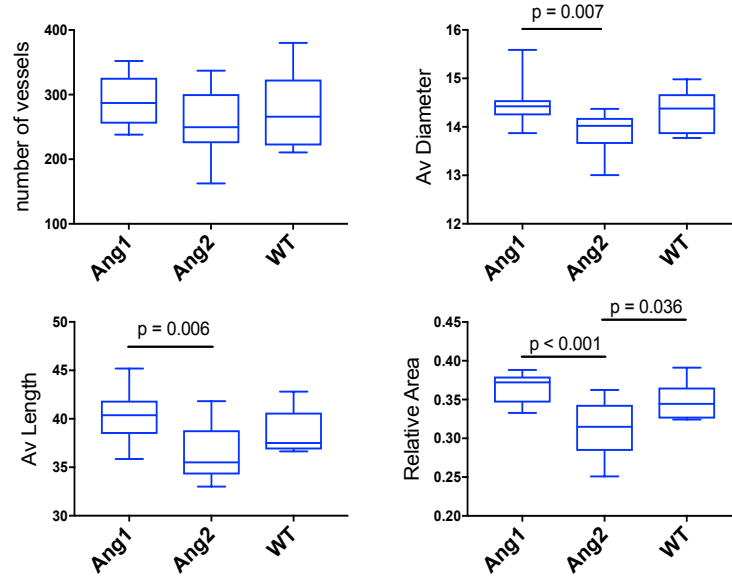 number of vessels
400
300
200
100
Ang1
Ang2
WT
p = 0.007
Av Diameter
16
15
14
13
12
Ang1
Ang2
WT
p = 0.006
Av Length
50
45
40
35
30
Ang1
Ang2
WT
p = 0.036
p < 0.001
Relative Area
0.45
0.40
0.35
0.30
0.25
0.20
Ang1
Ang2
WT